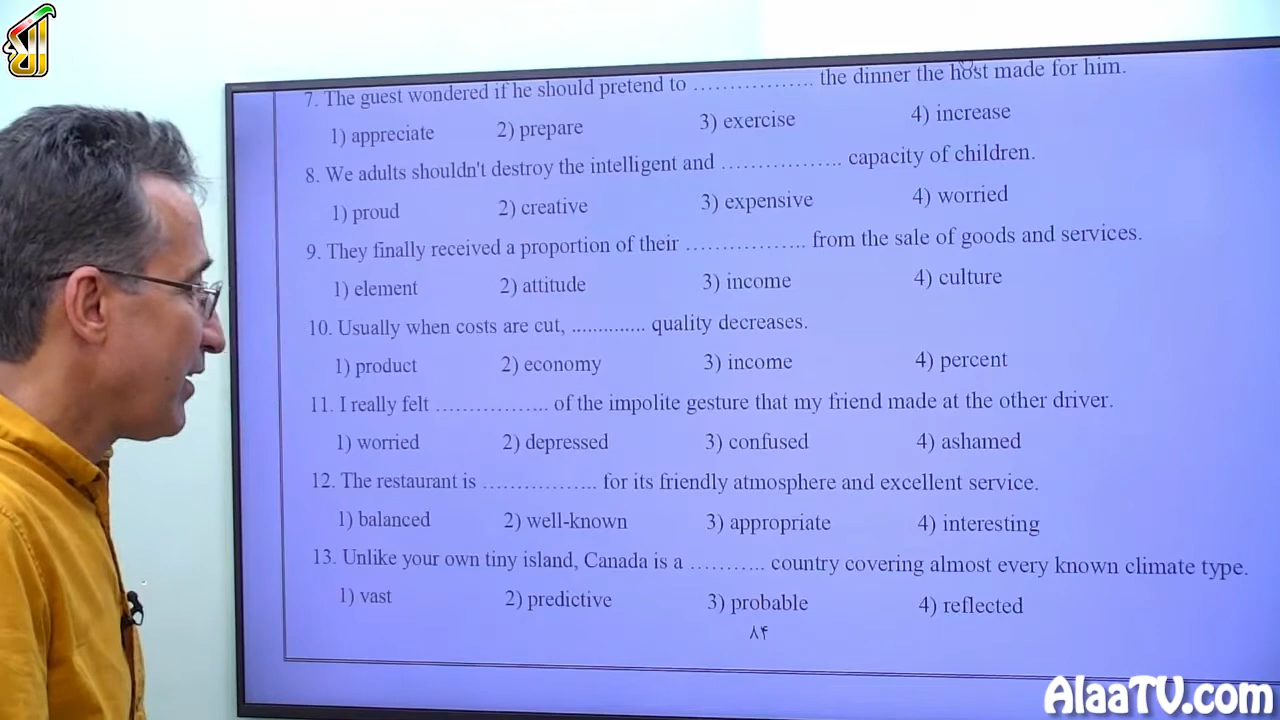 7. The guest wondered if he should pretend to ................. the dinner the host made for him.
1) appreciate 2) prepare 3) exercise 4) increase
8. We adults shouldn't destroy the intelligent and ................. capacity of children.
1) proud 2) creative 3) expensive 4) worried
9. They finally received a proportion of their ................. from the sale of goods and services.
1) element 2) attitude 3) income 4) culture
10. Usually when costs are cut, .............. quality decreases.
1) product 2) economy 3) income 4) percent
11. I really felt ................. of the impolite gesture that my friend made at the other driver.
1) worried 2) depressed 3) confused 4) ashamed
12. The restaurant is ................. for its friendly atmosphere and excellent service.
1) balanced 2) well-known 3) appropriate 4) interesting
13. Unlike your own tiny island, Canada is a ........... country covering almost every known climate type.
1) vast 2) predictive 3) probable 4) reflected
۸۴
AlaaTV.com